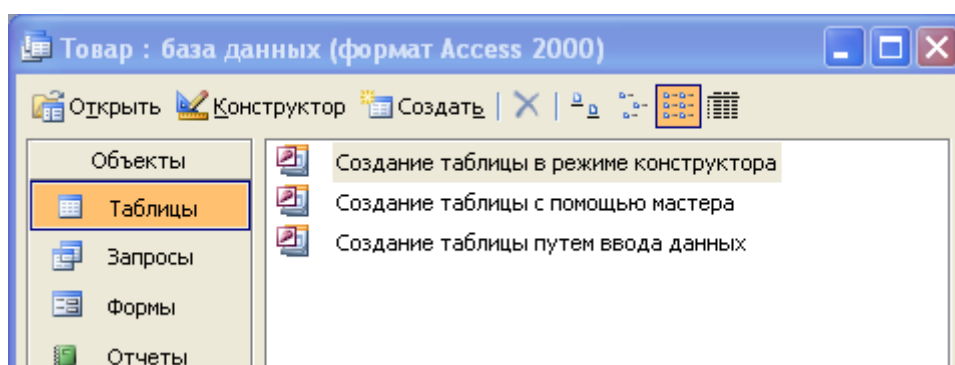 Товар : база данных (формат Access 2000)
Открыть Конструктор Создать
Объекты
Таблицы
Запросы
Формы
Отчеты
Создание таблицы в режиме конструктора
Создание таблицы с помощью мастера
Создание таблицы путем ввода данных